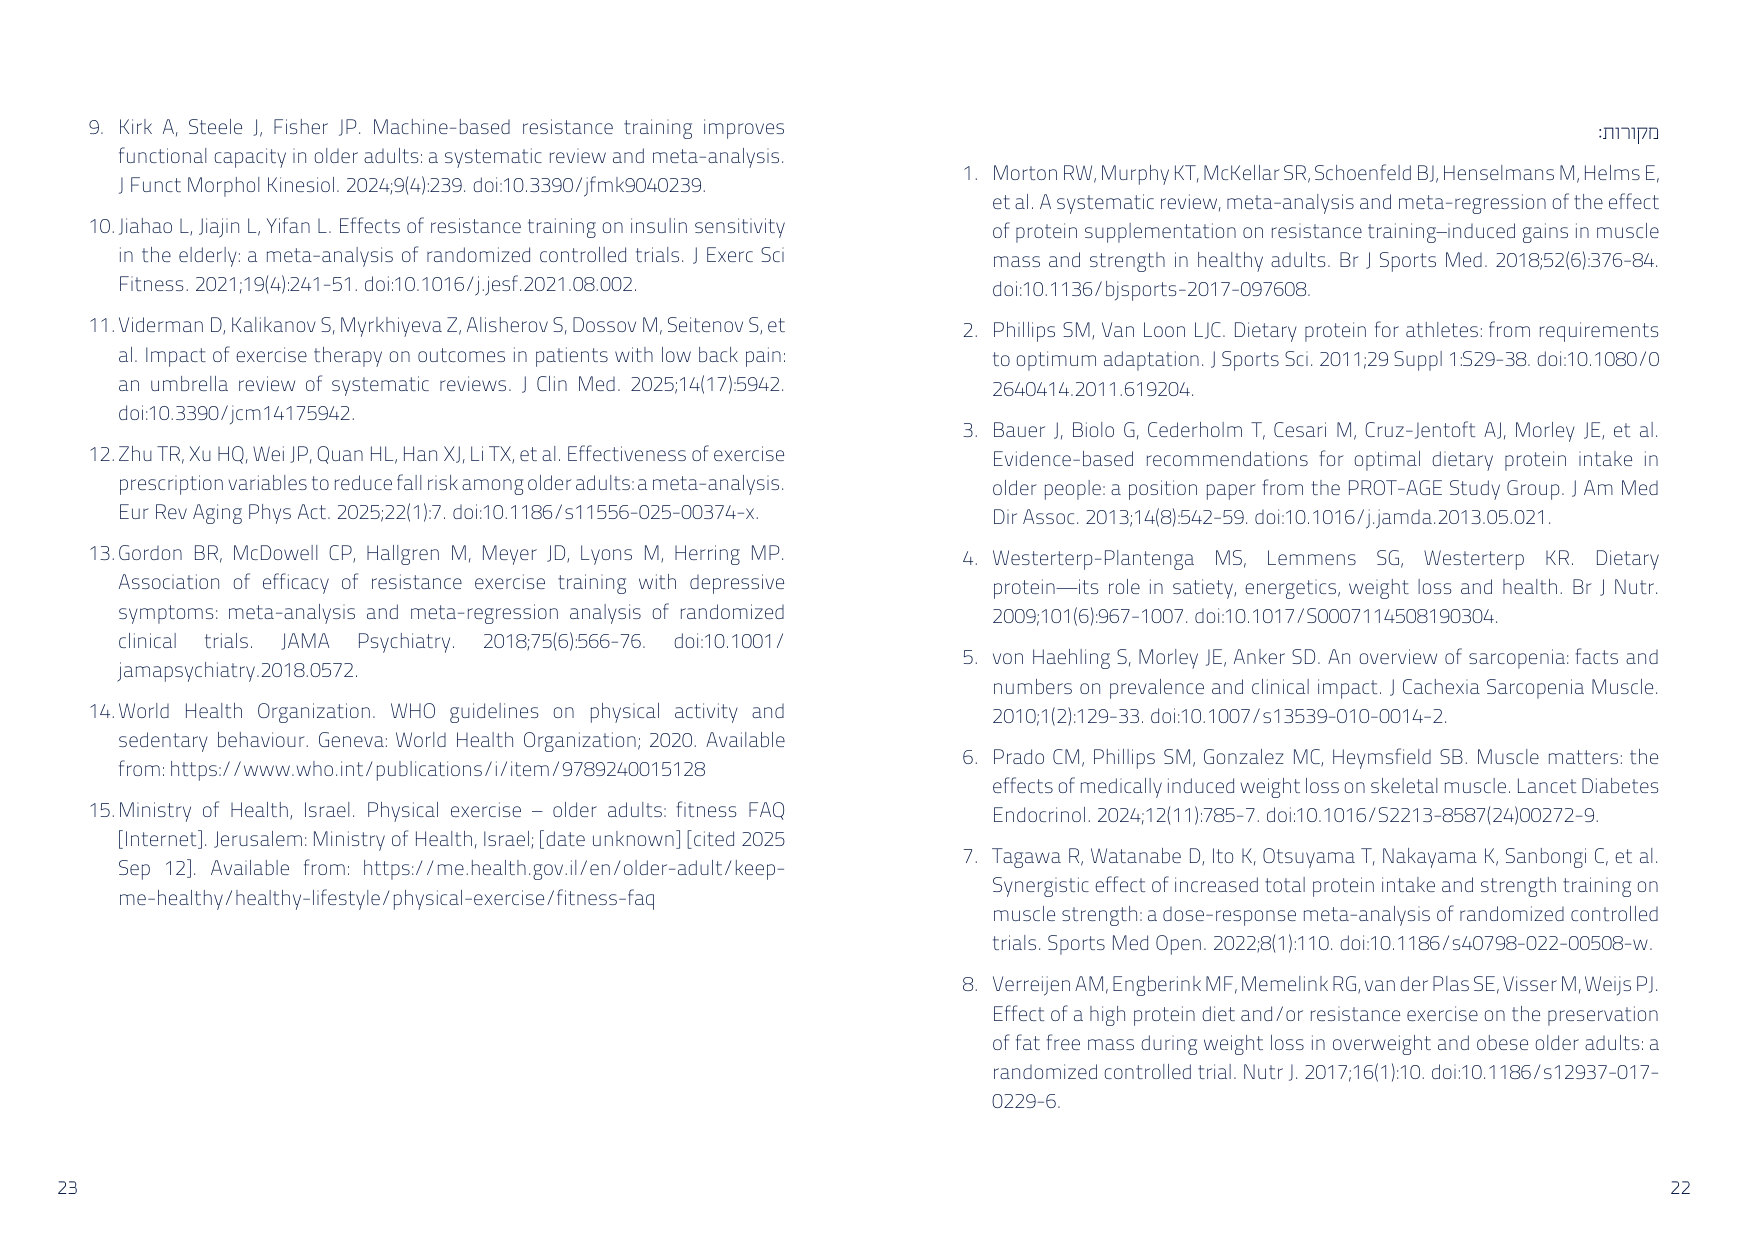 מקורות:
1. Morton RW, Murphy KT, McKellar SR, Schoenfeld BJ, Henselmans M, Helms E,
et al. A systematic review, meta-analysis and meta-regression of the effect
of protein supplementation on resistance training–induced gains in muscle
mass and strength in healthy adults. Br J Sports Med. 2018;52(6):376-84.
doi:10.1136/bjsports-2017-097608.
2. Phillips SM, Van Loon LJC. Dietary protein for athletes: from requirements
to optimum adaptation. J Sports Sci. 2011;29 Suppl 1:S29-38. doi:10.1080/0
2640414.2011.619204.
3. Bauer J, Biolo G, Cederholm T, Cesari M, Cruz-Jentoft AJ, Morley JE, et al.
Evidence-based recommendations for optimal dietary protein intake in
older people: a position paper from the PROT-AGE Study Group. J Am Med
Dir Assoc. 2013;14(8):542-59. doi:10.1016/j.jamda.2013.05.021.
4. Westerterp-Plantenga MS, Lemmens SG, Westerterp KR. Dietary
protein—its role in satiety, energetics, weight loss and health. Br J Nutr.
2009;101(6):967-1007. doi:10.1017/S0007114508190304.
5. von Haehling S, Morley JE, Anker SD. An overview of sarcopenia: facts and
numbers on prevalence and clinical impact. J Cachexia Sarcopenia Muscle.
2010;1(2):129-33. doi:10.1007/s13539-010-0014-2.
6. Prado CM, Phillips SM, Gonzalez MC, Heymsfield SB. Muscle matters: the
effects of medically induced weight loss on skeletal muscle. Lancet Diabetes
Endocrinol. 2024;12(11):785-7. doi:10.1016/S2213-8587(24)00272-9.
7. Tagawa R, Watanabe D, Ito K, Otsuyama T, Nakayama K, Sanbongi C, et al.
Synergistic effect of increased total protein intake and strength training on
muscle strength: a dose-response meta-analysis of randomized controlled
trials. Sports Med Open. 2022;8(1):110. doi:10.1186/s40798-022-00508-w.
8. Verreijen AM, Engberink MF, Memelink RG, van der Plas SE, Visser M, Weijs PJ.
Effect of a high protein diet and/or resistance exercise on the preservation
of fat free mass during weight loss in overweight and obese older adults: a
randomized controlled trial. Nutr J. 2017;16(1):10. doi:10.1186/s12937-017-
0229-6.
22
9. Kirk A, Steele J, Fisher JP. Machine-based resistance training improves
functional capacity in older adults: a systematic review and meta-analysis.
J Funct Morphol Kinesiol. 2024;9(4):239. doi:10.3390/jfmk9040239.
10. Jiahao L, Jiajin L, Yifan L. Effects of resistance training on insulin sensitivity
in the elderly: a meta-analysis of randomized controlled trials. J Exerc Sci
Fitness. 2021;19(4):241-51. doi:10.1016/j.jesf.2021.08.002.
11. Viderman D, Kalikanov S, Myrkhiyeva Z, Alisherov S, Dossov M, Seitenov S, et
al. Impact of exercise therapy on outcomes in patients with low back pain:
an umbrella review of systematic reviews. J Clin Med. 2025;14(17):5942.
doi:10.3390/jcm14175942.
12. Zhu TR, Xu HQ, Wei JP, Quan HL, Han XJ, Li TX, et al. Effectiveness of exercise
prescription variables to reduce fall risk among older adults: a meta-analysis.
Eur Rev Aging Phys Act. 2025;22(1):7. doi:10.1186/s11556-025-00374-x.
13. Gordon BR, McDowell CP, Hallgren M, Meyer JD, Lyons M, Herring MP.
Association of efficacy of resistance exercise training with depressive
symptoms: meta-analysis and meta-regression analysis of randomized
clinical trials. JAMA Psychiatry. 2018;75(6):566-76. doi:10.1001/
jamapsychiatry.2018.0572.
14. World Health Organization. WHO guidelines on physical activity and
sedentary behaviour. Geneva: World Health Organization; 2020. Available
from: https://www.who.int/publications/i/item/9789240015128
15. Ministry of Health, Israel. Physical exercise – older adults: fitness FAQ
[Internet]. Jerusalem: Ministry of Health, Israel; [date unknown] [cited 2025
Sep 12]. Available from: https://me.health.gov.il/en/older-adult/keep-
me-healthy/healthy-lifestyle/physical-exercise/fitness-faq
23